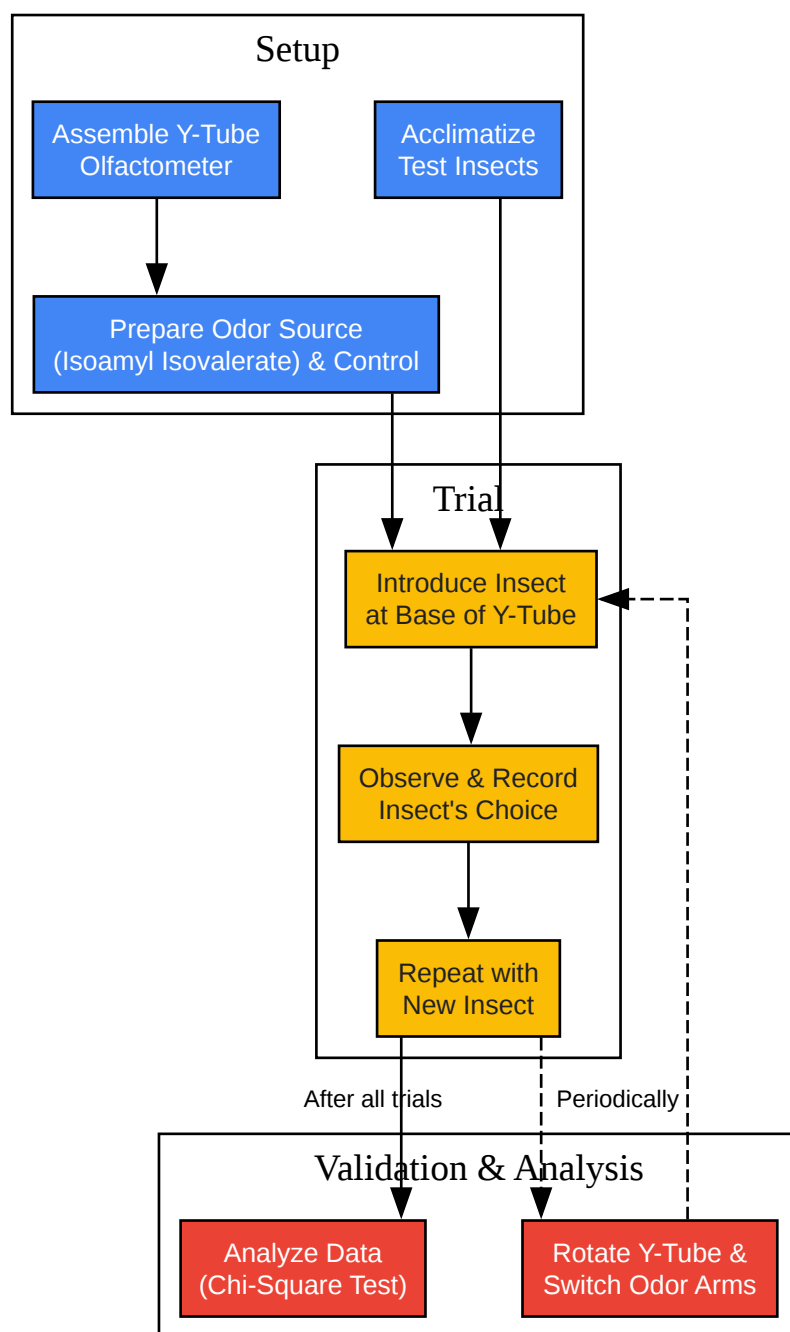 Setup
Assemble Y-Tube
Olfactometer
Acclimatize
Test Insects
Prepare Odor Source
(Isoamyl Isovalerate) & Control
Trial
Introduce Insect
at Base of Y-Tube
Observe & Record
Insect's Choice
Repeat with
New Insect
After all trials
Periodically
Validation & Analysis
Analyze Data
(Chi-Square Test)
Rotate Y-Tube &
Switch Odor Arms